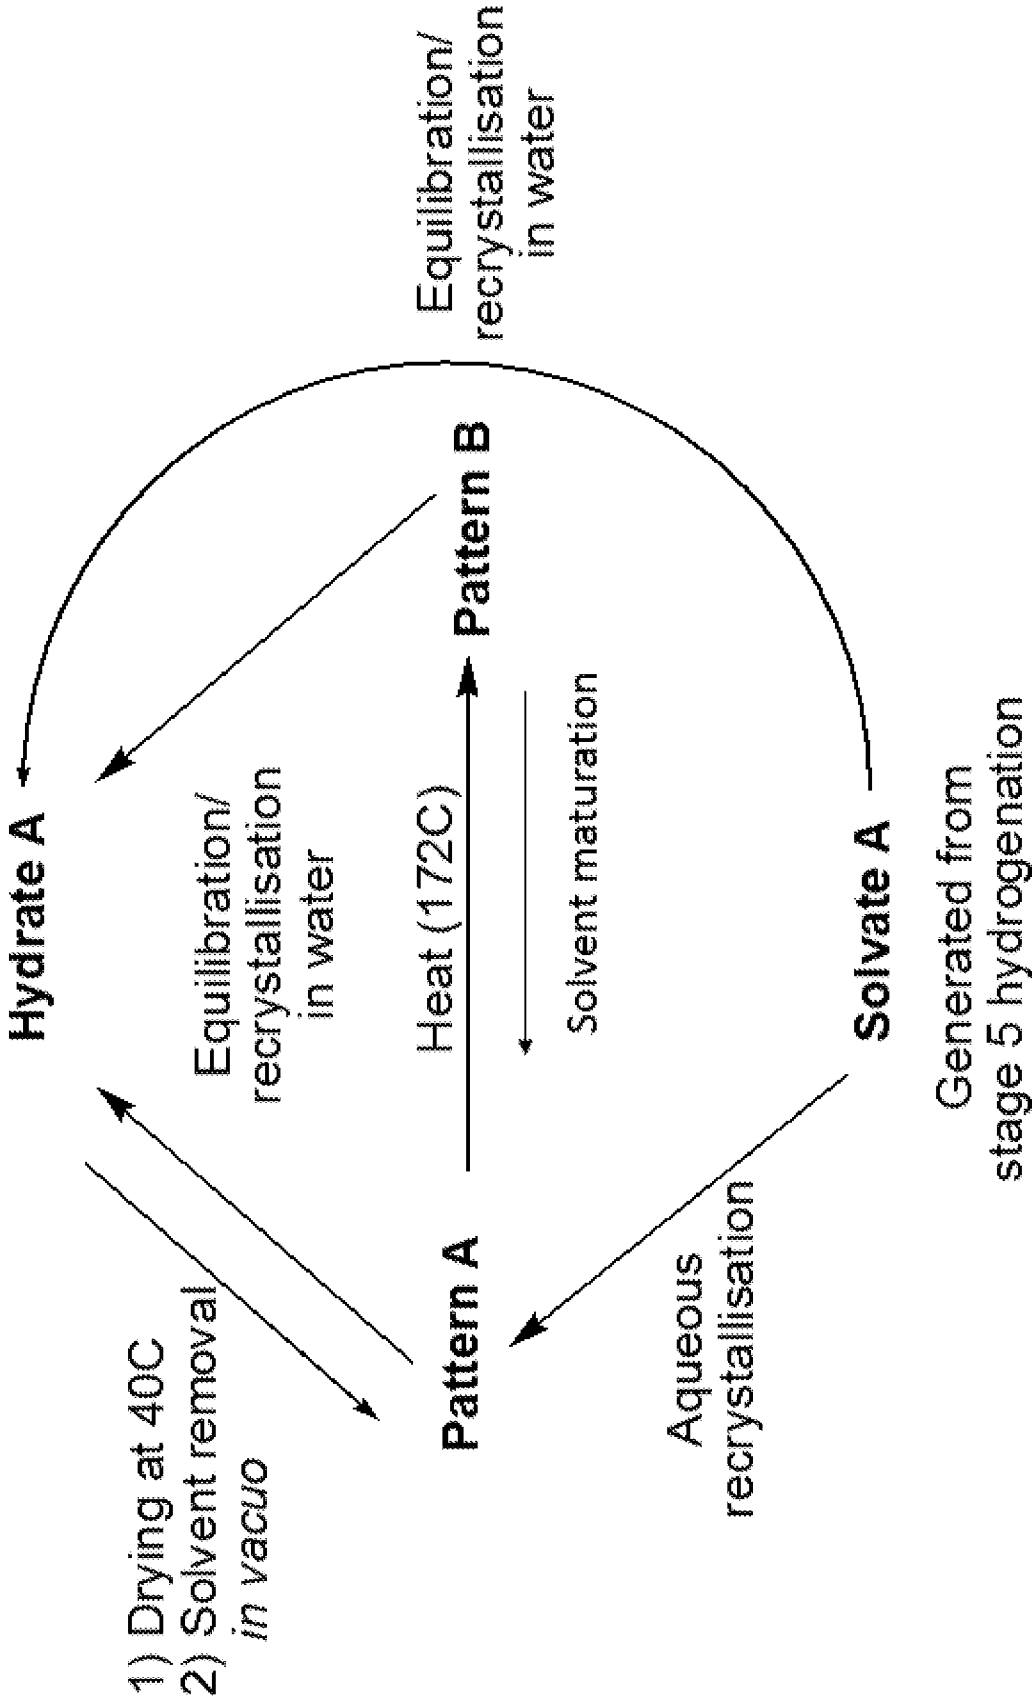 Hydrate A
1) Drying at 40C
2) Solvent removal
in vacuo
Equilibration/
recrystallisation
in water
Equilibration/
recrystallisation
in water
Pattern A
Heat (172C)
Pattern B
Solvent maturation
Aqueous
recrystallisation
Solvate A
Generated from
stage 5 hydrogenation